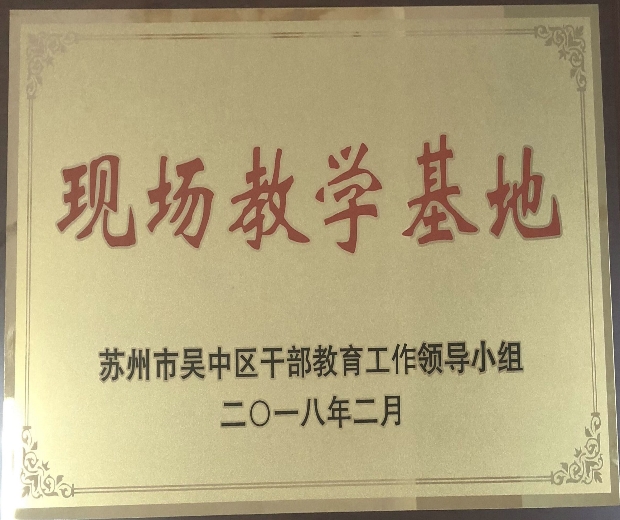 现场教学基地
苏州市吴中区干部教育工作领导小组
二〇一八年二月